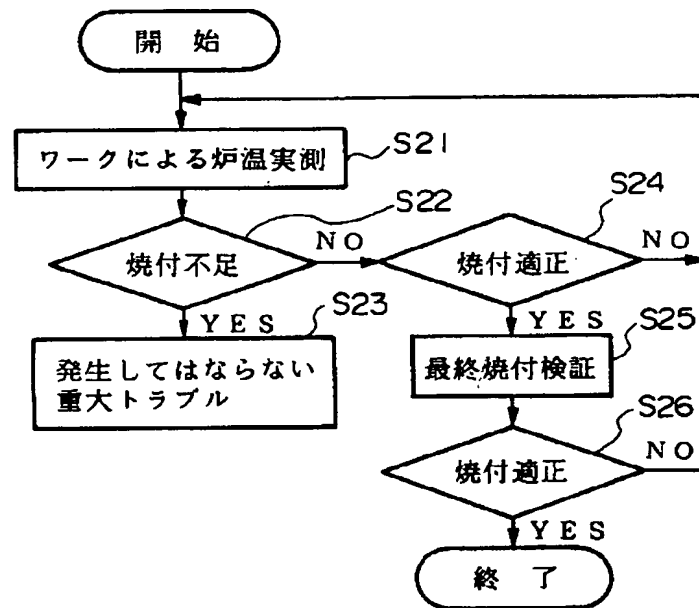 開 始
ワークによる炉温実測
S21
焼付不足
S22
NO
焼付適正
S24
NO
YES
S23
発生してはならない
重大トラブル
YES
S25
最終焼付検証
焼付適正
S26
NO
YES
終 了